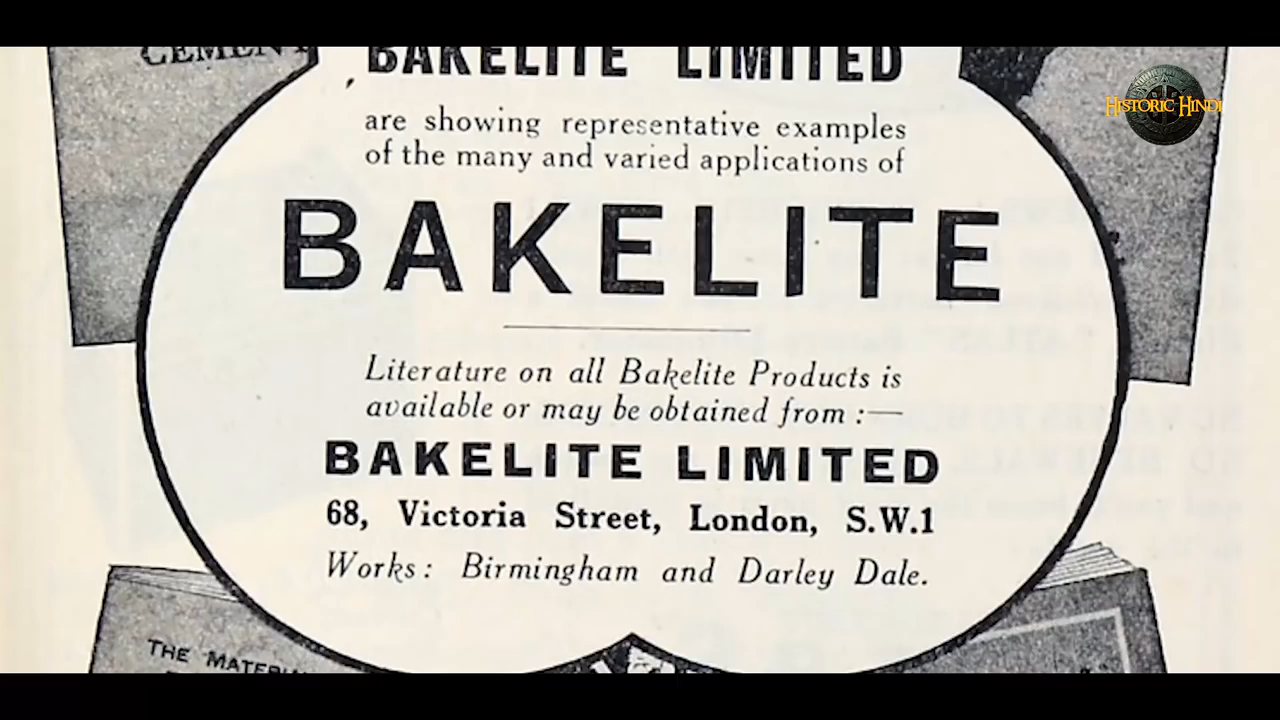 CEMENT
BAKELITE LIMITED
HISTORIC HINDI
are showing representative examples
of the many and varied applications of
BAKELITE
Literature on all Bakelite Products is
available or may be obtained from :—
BAKELITE LIMITED
68, Victoria Street, London, S.W.1
Works: Birmingham and Darley Dale.
THE